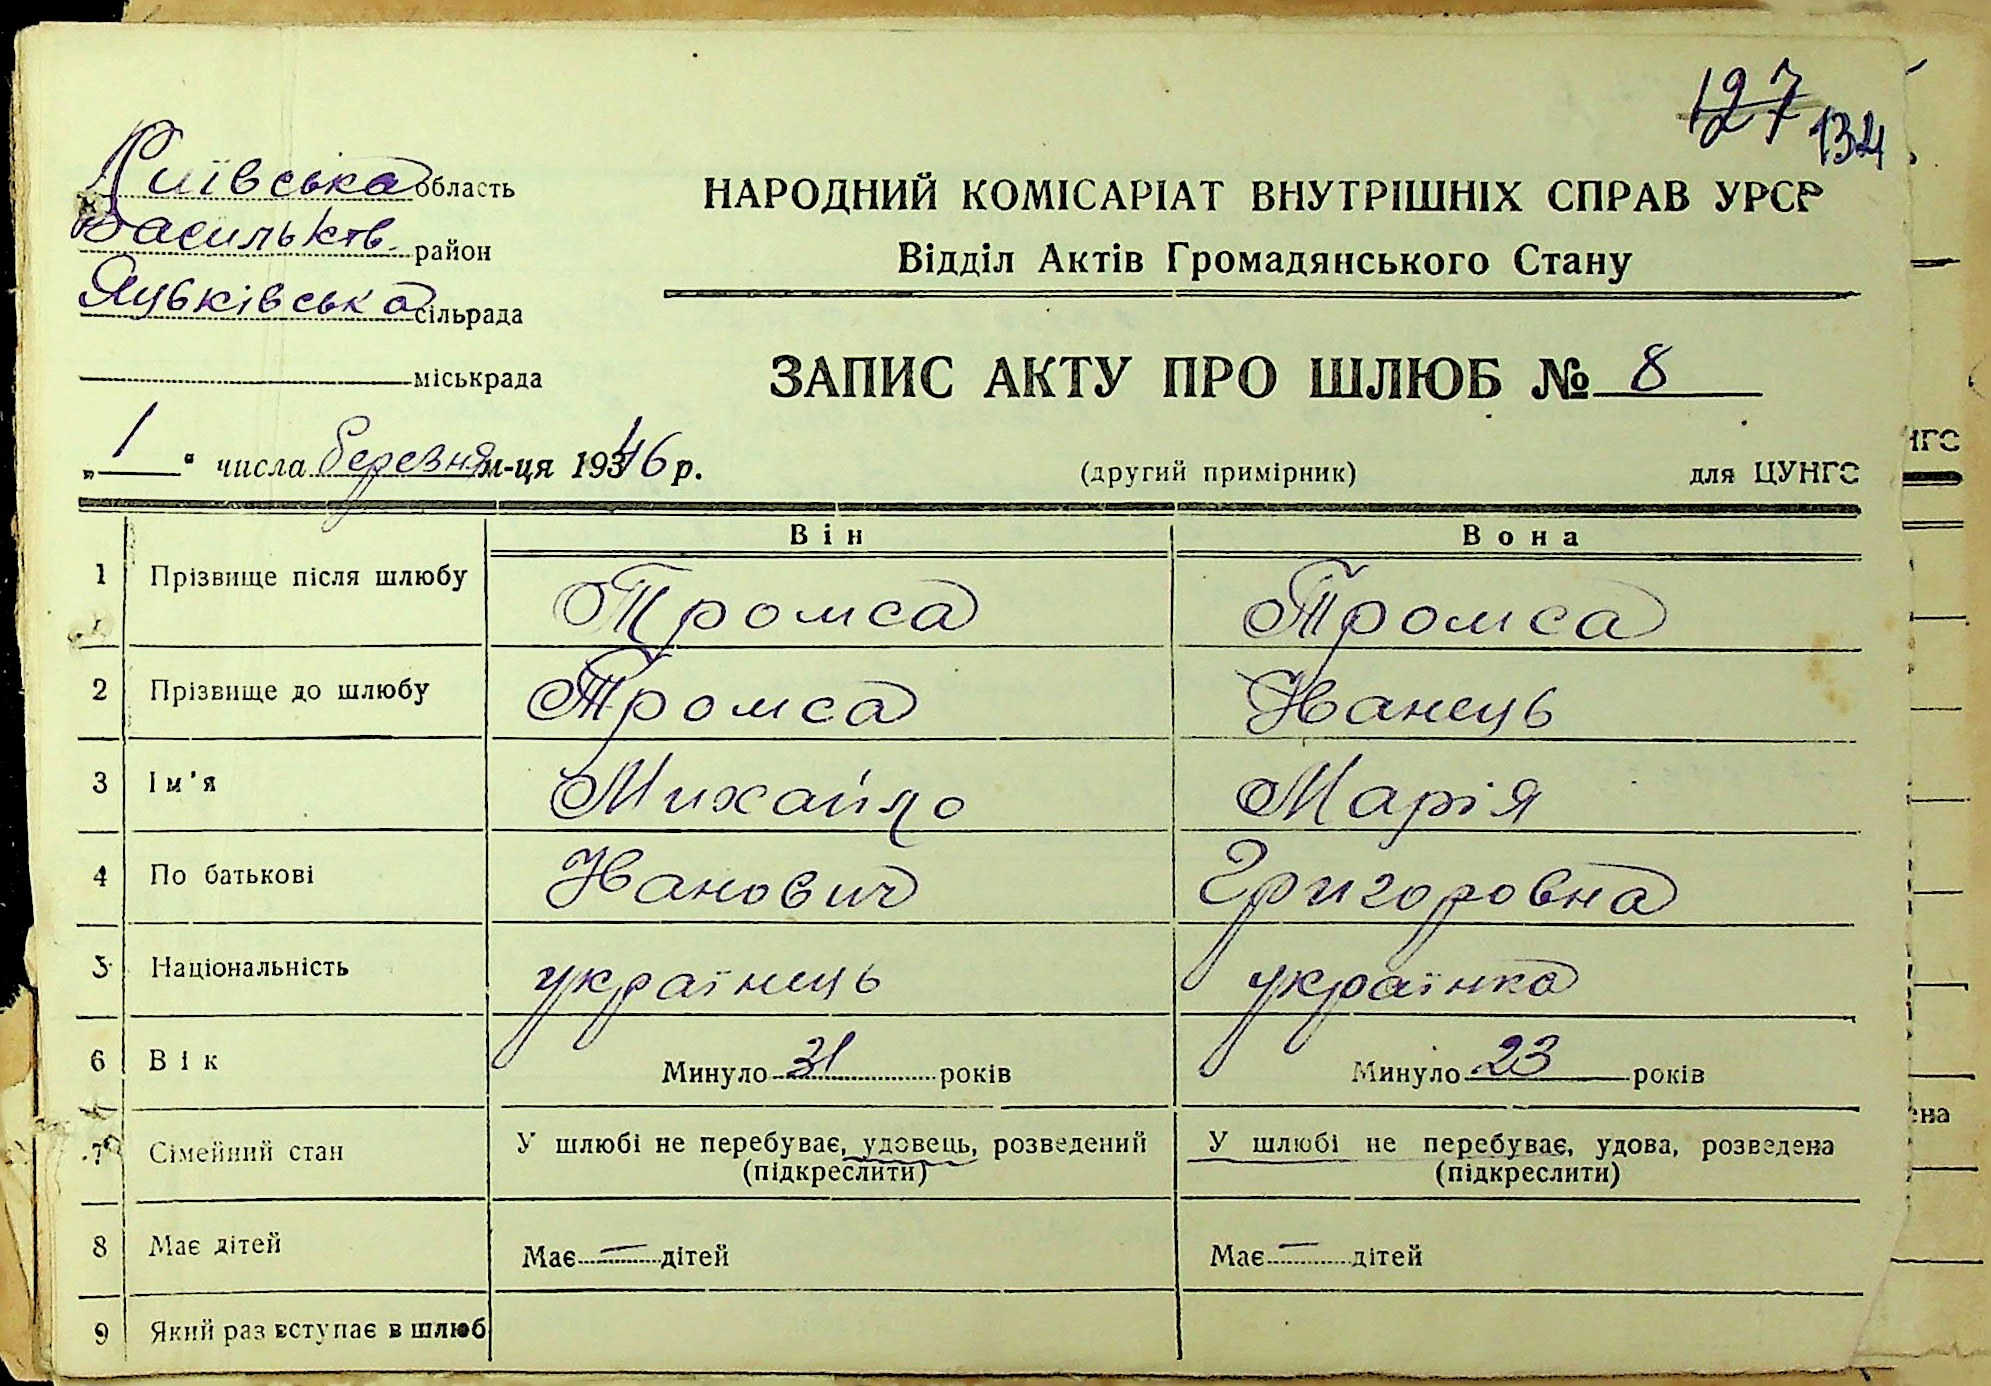 127 134
Київська область
Васильків. район
Яцьківська сільрада
міськрада
НАРОДНИЙ КОМІСАРІАТ ВНУТРІШНІХ СПРАВ УРСР
Відділ Актів Громадянського Стану
ЗАПИС АКТУ ПРО ШЛЮБ № 8
„1“ числа березня м-ця 1946 р. (другий примірник) для ЦУНГО
Він Вона
1 Прізвище після шлюбу Тромса Тромса
2 Прізвище до шлюбу Тромса Іванець
3 Ім'я Михайло Марія
4 По батькові Іванович Григоровна
5 Національність українець українка
6 Вік Минуло 31 років Минуло 23 років
7 Сімейний стан У шлюбі не перебуває, удовець, розведений У шлюбі не перебуває, удова, розведена
(підкреслити) (підкреслити)
8 Має дітей Має — дітей Має — дітей
9 Який раз вступає в шлюб